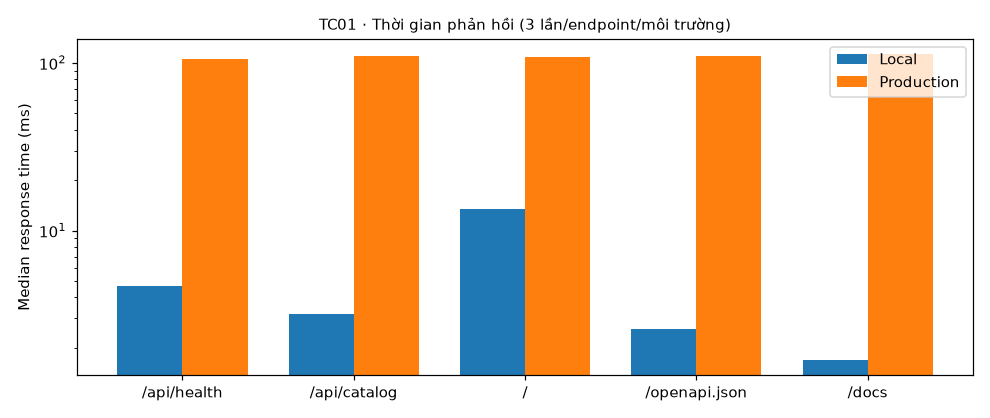 TC01 · Thời gian phản hồi (3 lần/endpoint/môi trường)
Local
Production
Median response time (ms)
10²
10¹
/api/health
/api/catalog
/
/openapi.json
/docs